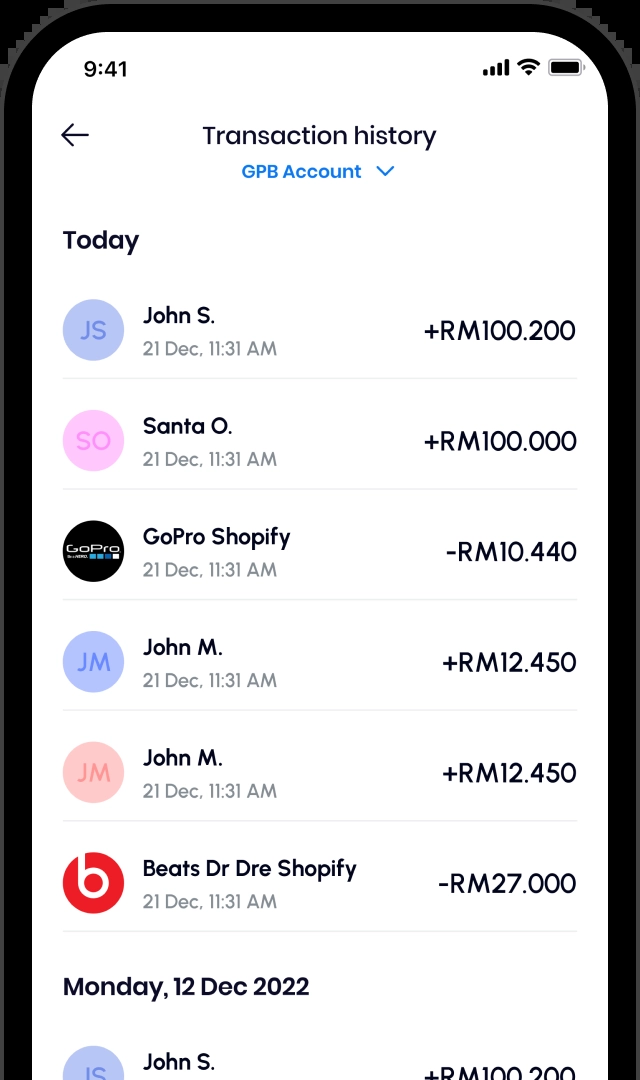 9:41
Transaction history
GPB Account
Today
JS
John S.
21 Dec, 11:31 AM
+RM100.200
SO
Santa O.
21 Dec, 11:31 AM
+RM100.000
GoPro
Be a HERO.
GoPro Shopify
21 Dec, 11:31 AM
-RM10.440
JM
John M.
21 Dec, 11:31 AM
+RM12.450
JM
John M.
21 Dec, 11:31 AM
+RM12.450
b
Beats Dr Dre Shopify
21 Dec, 11:31 AM
-RM27.000
Monday, 12 Dec 2022
JS
John S.
+RM100.200